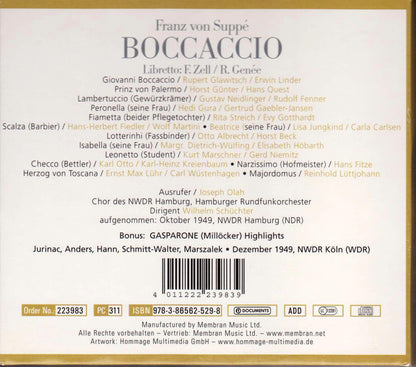 Franz von Suppé
BOCCACCIO
Libretto: F. Zell / R. Genée
Giovanni Boccaccio / Rupert Glawitsch / Erwin Linder
Prinz von Palermo / Horst Günter / Hans Quest
Lambertuccio (Gewürzkrämer) / Gustav Neidlinger / Rudolf Fenner
Peronella (seine Frau) / Hedi Gura / Gertrud Gaebler-Jansen
Fiametta (beider Pflegetochter) / Rita Streich / Evy Gotthardt
Scalza (Barbier) / Hans-Herbert Fiedler / Wolf Martini • Beatrice (seine Frau) / Lisa Jungkind / Carla Carlsen
Lotterinhi (Fassbinder) / Otto Albrecht / Horst Beck
Isabella (seine Frau) / Margr. Dietrich-Wülfing / Elisabeth Höbarth
Leonetto (Student) / Kurt Marschner / Gerd Niemitz
Checco (Bettler) / Karl Otto / Karl-Heinz Kreienbaum • Narzissimo (Hofmeister) / Hans Fitze
Herzog von Toscana / Ernst Max Lühr / Carl Wüstenhagen • Majordomus / Reinhold Lüttjohann
Ausrufer / Joseph Olah
Chor des NWDR Hamburg, Hamburger Rundfunkorchester
Dirigent Wilhelm Schüchter
aufgenommen: Oktober 1949, NWDR Hamburg (NDR)
Bonus: GASPARONE (Millöcker) Highlights
Jurinac, Anders, Hann, Schmitt-Walter, Marszalek • Dezember 1949, NWDR Köln (WDR)
4 011222 239839
Order No.: 223983 PC 311 ISBN 978-3-86562-529-8 DOCUMENTS ADD
Manufactured by Membran Music Ltd.
Alle Rechte vorbehalten – Vertrieb: Membran Music Ltd. – www.membran.net
Artwork: Hommage Multimedia GmbH – www.hommage-multimedia.de